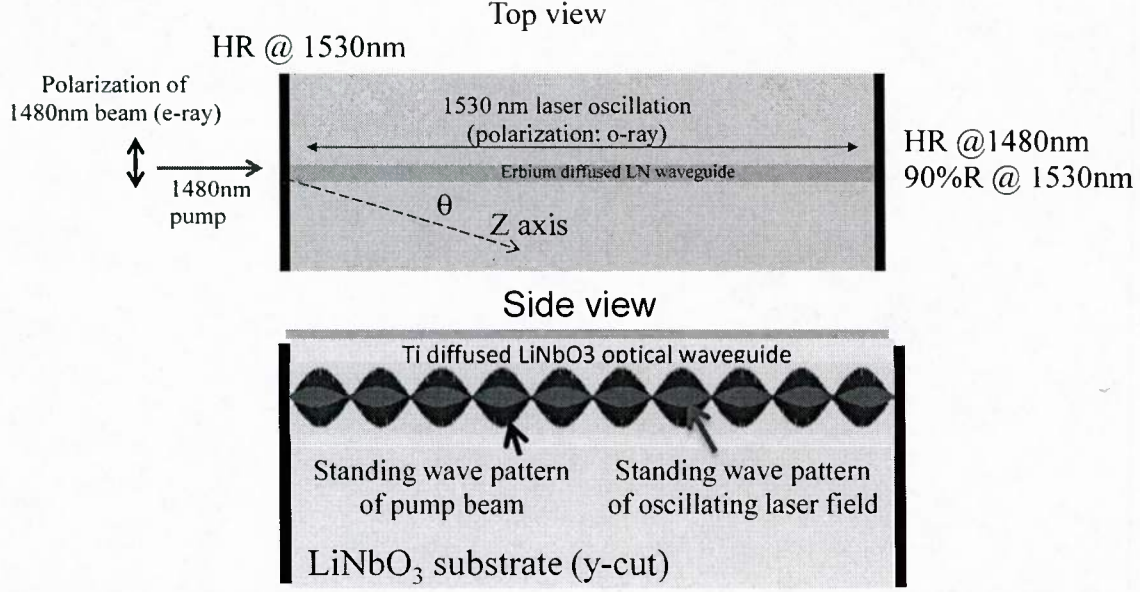 Top view
HR @ 1530nm
Polarization of
1480nm beam (e-ray)
1530 nm laser oscillation
(polarization: o-ray)
HR @1480nm
90%R @ 1530nm
Erbium diffused LN waveguide
1480nm
pump
θ
Z axis
Side view
Ti diffused LiNbO3 optical waveguide
Standing wave pattern
of pump beam
Standing wave pattern
of oscillating laser field
LiNbO₃ substrate (y-cut)